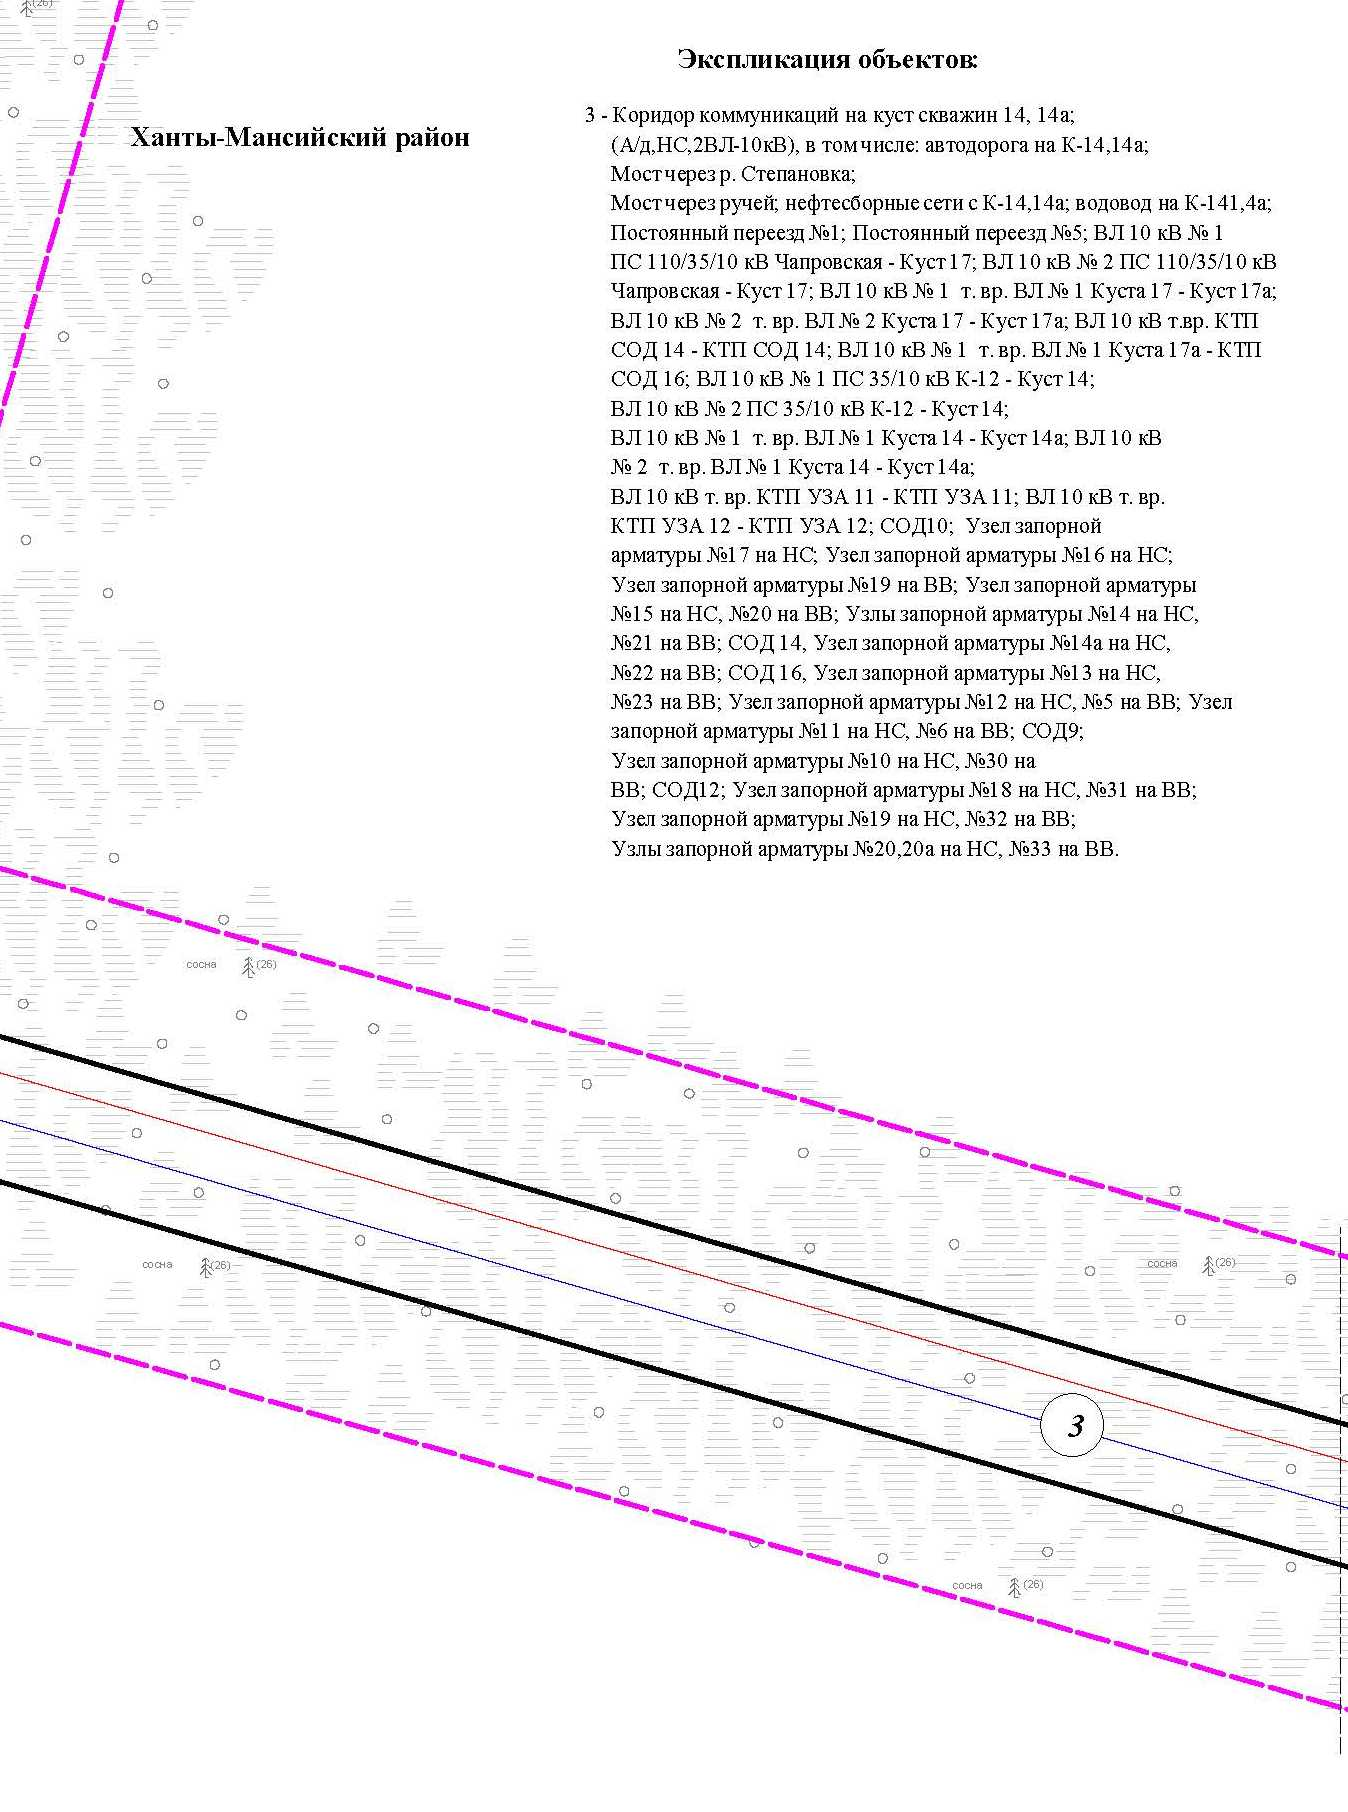 (26)
Экспликация объектов:
Ханты-Мансийский район
3 - Коридор коммуникаций на куст скважин 14, 14а;
(А/д,НС,2ВЛ-10кВ), в том числе: автодорога на К-14,14а;
Мост через р. Степановка;
Мост через ручей; нефтесборные сети с К-14,14а; водовод на К-141,4а;
Постоянный переезд №1; Постоянный переезд №5; ВЛ 10 кВ № 1
ПС 110/35/10 кВ Чапровская - Куст 17; ВЛ 10 кВ № 2 ПС 110/35/10 кВ
Чапровская - Куст 17; ВЛ 10 кВ № 1 т. вр. ВЛ № 1 Куста 17 - Куст 17а;
ВЛ 10 кВ № 2 т. вр. ВЛ № 2 Куста 17 - Куст 17а; ВЛ 10 кВ т.вр. КТП
СОД 14 - КТП СОД 14; ВЛ 10 кВ № 1 т. вр. ВЛ № 1 Куста 17а - КТП
СОД 16; ВЛ 10 кВ № 1 ПС 35/10 кВ К-12 - Куст 14;
ВЛ 10 кВ № 2 ПС 35/10 кВ К-12 - Куст 14;
ВЛ 10 кВ № 1 т. вр. ВЛ № 1 Куста 14 - Куст 14а; ВЛ 10 кВ
№ 2 т. вр. ВЛ № 1 Куста 14 - Куст 14а;
ВЛ 10 кВ т. вр. КТП УЗА 11 - КТП УЗА 11; ВЛ 10 кВ т. вр.
КТП УЗА 12 - КТП УЗА 12; СОД10; Узел запорной
арматуры №17 на НС; Узел запорной арматуры №16 на НС;
Узел запорной арматуры №19 на ВВ; Узел запорной арматуры
№15 на НС, №20 на ВВ; Узлы запорной арматуры №14 на НС,
№21 на ВВ; СОД 14, Узел запорной арматуры №14а на НС,
№22 на ВВ; СОД 16, Узел запорной арматуры №13 на НС,
№23 на ВВ; Узел запорной арматуры №12 на НС, №5 на ВВ; Узел
запорной арматуры №11 на НС, №6 на ВВ; СОД9;
Узел запорной арматуры №10 на НС, №30 на
ВВ; СОД12; Узел запорной арматуры №18 на НС, №31 на ВВ;
Узел запорной арматуры №19 на НС, №32 на ВВ;
Узлы запорной арматуры №20,20а на НС, №33 на ВВ.
сосна (26)
сосна (26)
сосна (26)
3
сосна (26)